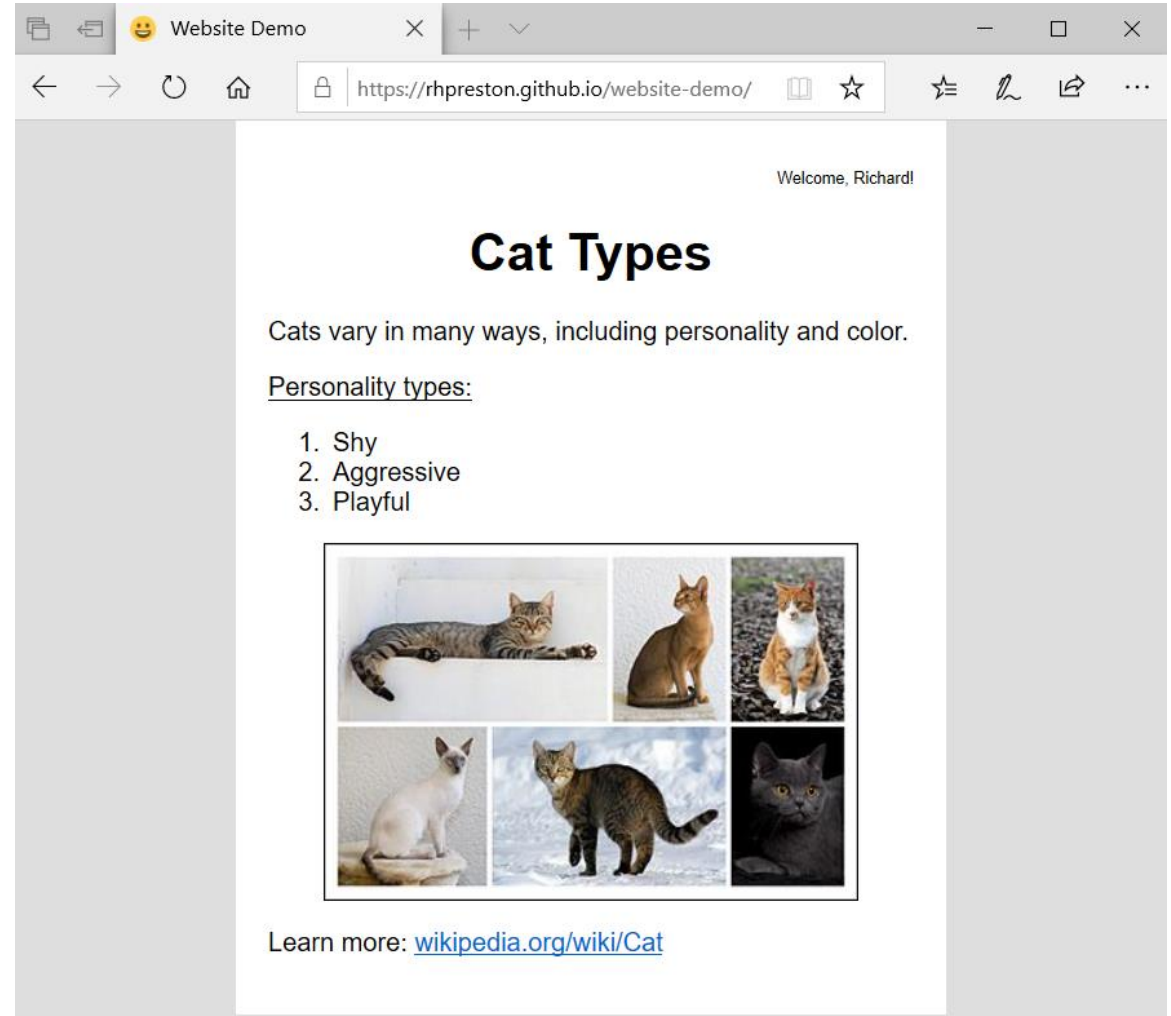 Website Demo
https://rhpreston.github.io/website-demo/
Welcome, Richard!
Cat Types
Cats vary in many ways, including personality and color.
Personality types:
1. Shy
2. Aggressive
3. Playful
Learn more: wikipedia.org/wiki/Cat